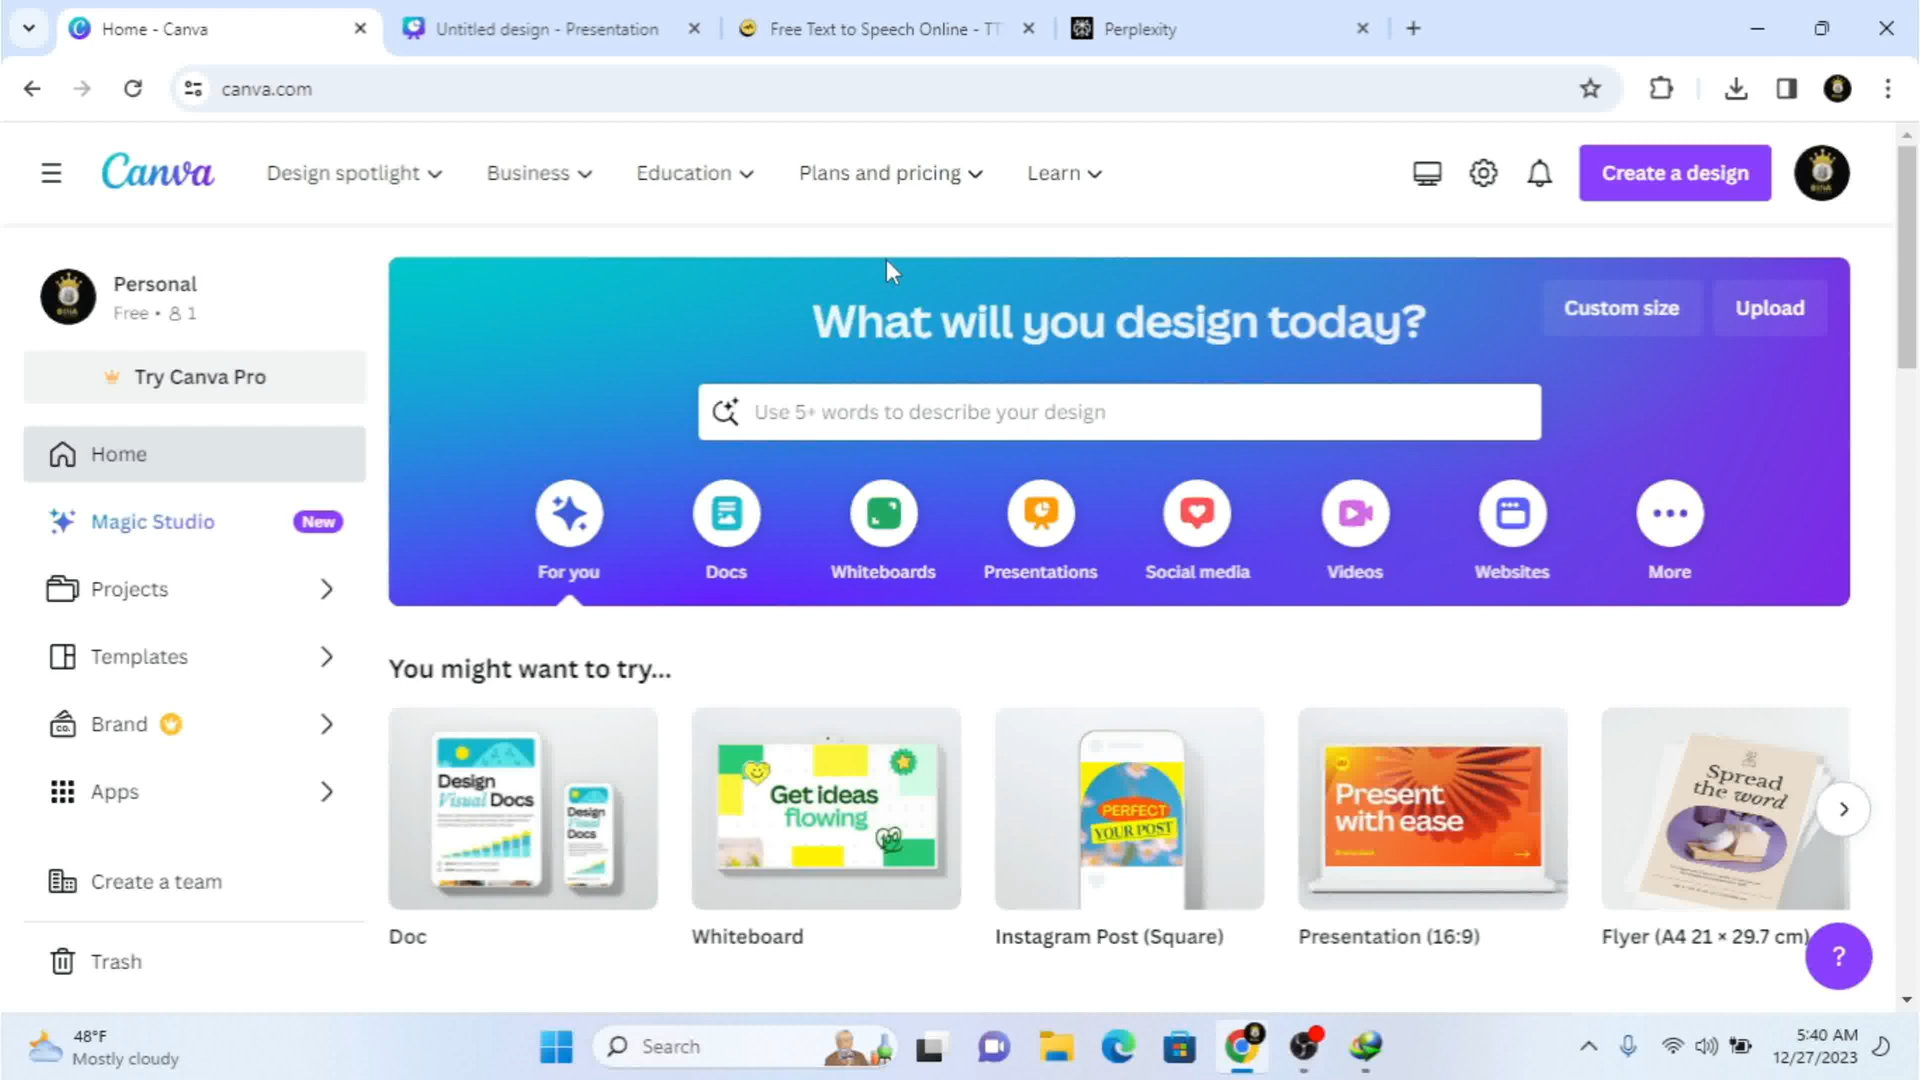 Home - Canva
Untitled design - Presentation
Free Text to Speech Online - TT
Perplexity
canva.com
Canva
Design spotlight
Business
Education
Plans and pricing
Learn
Create a design
Personal
Free • 1
Try Canva Pro
Home
Magic Studio
New
Projects
Templates
Brand
Apps
Create a team
Trash
What will you design today?
Custom size
Upload
Use 5+ words to describe your design
For you
Docs
Whiteboards
Presentations
Social media
Videos
Websites
More
You might want to try...
Design
Visual Docs
Design
Visual
Docs
Get ideas
flowing
PERFECT
YOUR POST
Present
with ease
Spread
the word
Doc
Whiteboard
Instagram Post (Square)
Presentation (16:9)
Flyer (A4 21 × 29.7 cm)
?
48°F
Mostly cloudy
Search
5:40 AM
12/27/2023